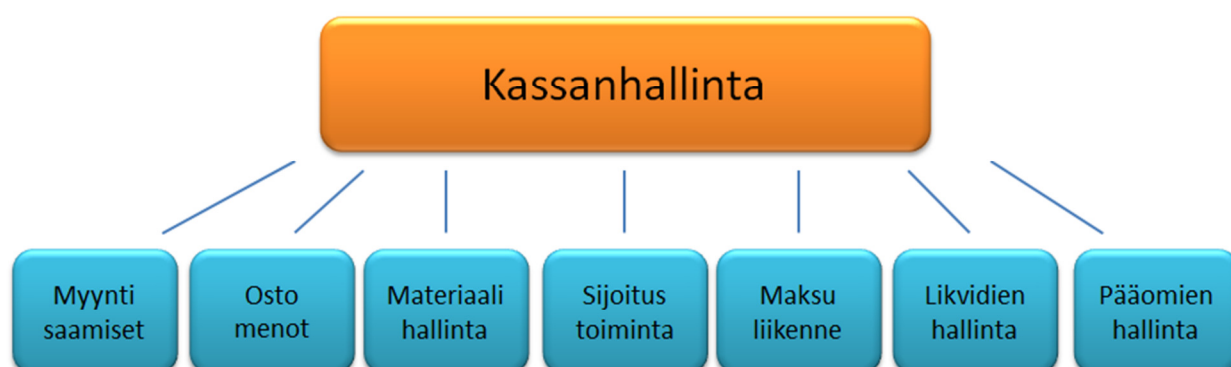 Kassanhallinta
Myynti
saamiset
Osto
menot
Materiaali
hallinta
Sijoitus
toiminta
Maksu
liikenne
Likvidien
hallinta
Pääomien
hallinta